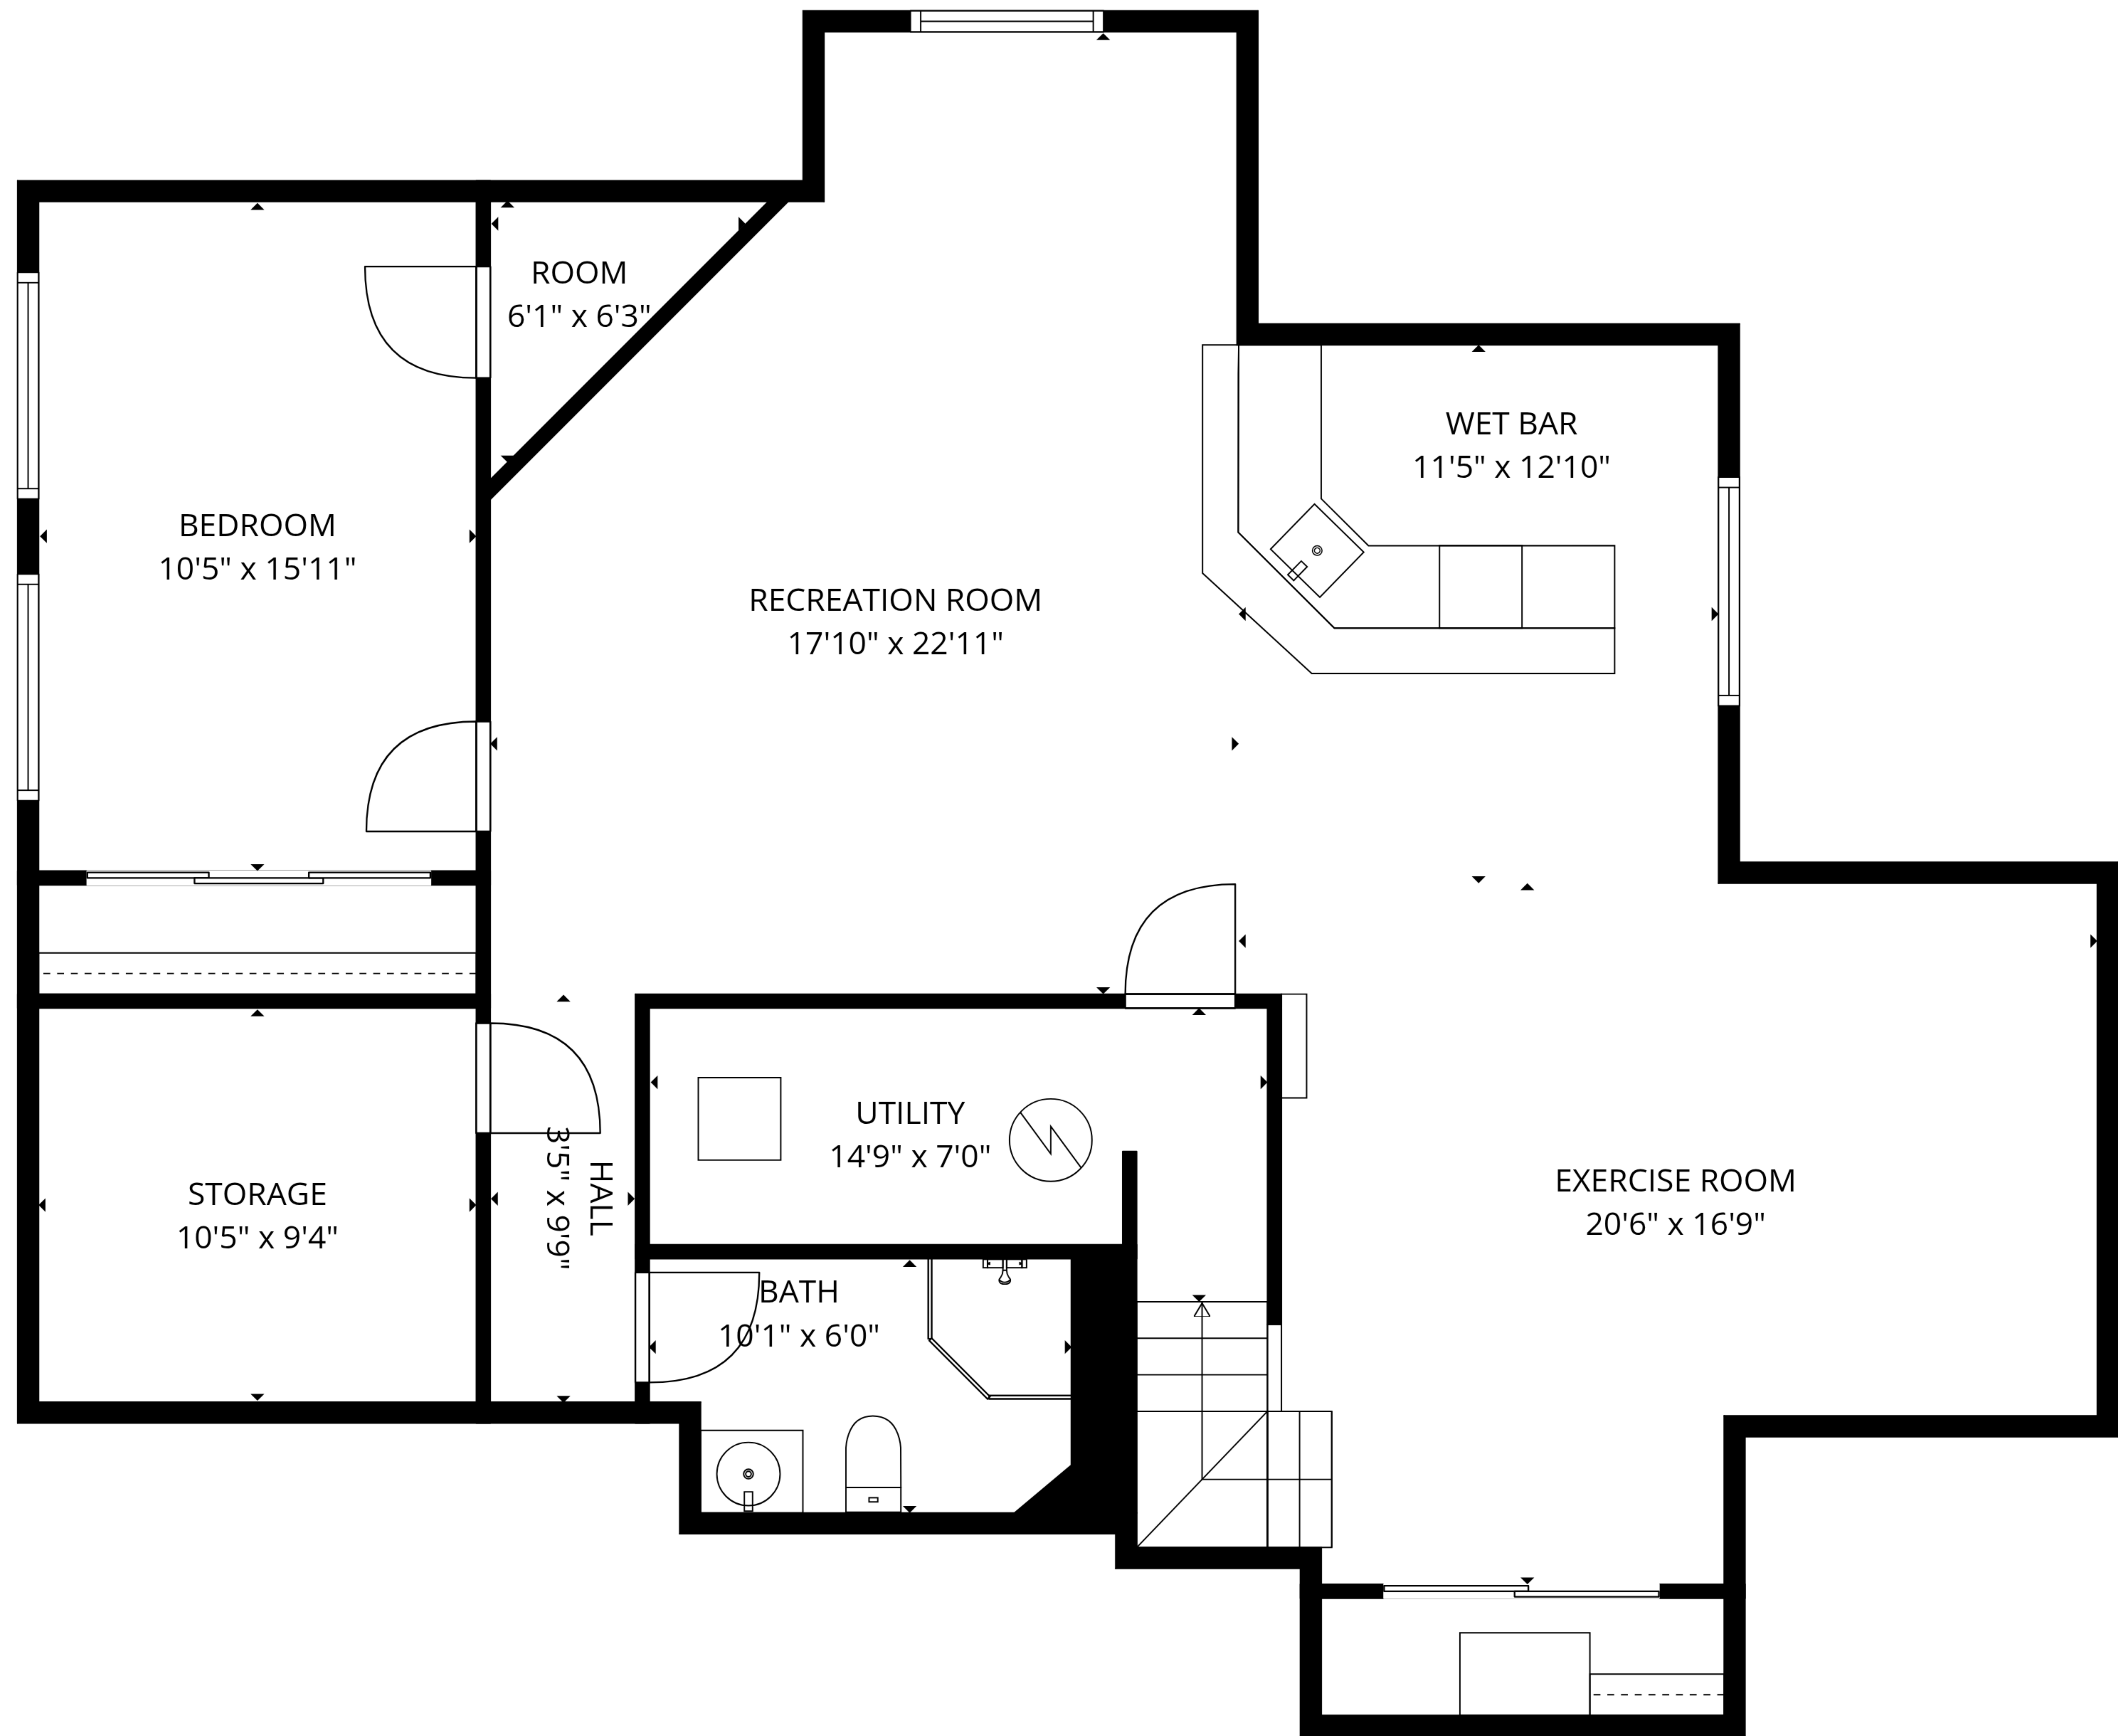 ROOM
6'1" x 6'3"
WET BAR
11'5" x 12'10"
BEDROOM
10'5" x 15'11"
RECREATION ROOM
17'10" x 22'11"
UTILITY
14'9" x 7'0"
HALL
3'5" x 9'9"
STORAGE
10'5" x 9'4"
EXERCISE ROOM
20'6" x 16'9"
BATH
10'1" x 6'0"